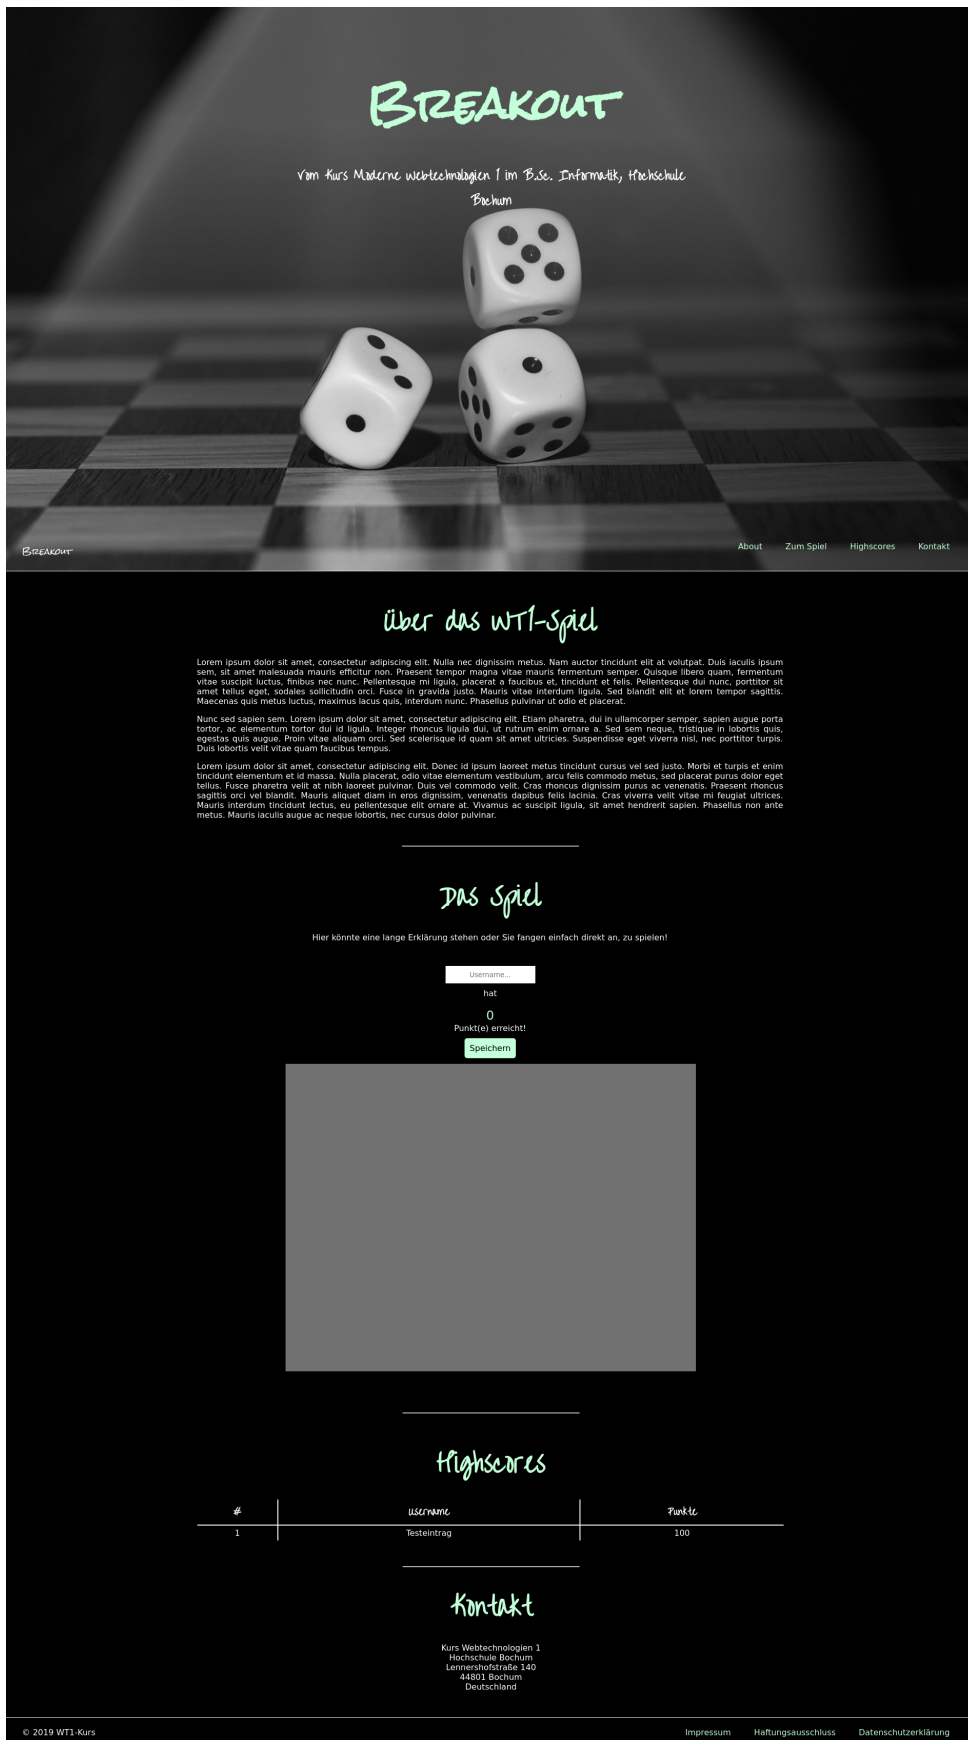 Breakout
Vom Kurs Moderne Webtechnologien 1 im B.Sc. Informatik, Hochschule
Bochum
Breakout
About Zum Spiel Highscores Kontakt
Über das WT1-Spiel
Lorem ipsum dolor sit amet, consectetur adipiscing elit. Nulla nec dignissim metus. Nam auctor tincidunt elit at volutpat. Duis iaculis ipsum
sem, sit amet malesuada mauris efficitur non. Praesent tempor magna vitae mauris fermentum semper. Quisque libero quam, fermentum
vitae suscipit luctus, finibus nec nunc. Pellentesque mi ligula, placerat a faucibus et, tincidunt et felis. Pellentesque dui nunc, porttitor sit
amet tellus eget, sodales sollicitudin orci. Fusce in gravida justo. Mauris vitae interdum ligula. Sed blandit elit et lorem tempor sagittis.
Maecenas quis metus luctus, maximus lacus quis, interdum nunc. Phasellus pulvinar ut odio et placerat.
Nunc sed sapien sem. Lorem ipsum dolor sit amet, consectetur adipiscing elit. Etiam pharetra, dui in ullamcorper semper, sapien augue porta
tortor, ac elementum tortor dui id ligula. Integer rhoncus ligula dui, ut rutrum enim ornare a. Sed sem neque, tristique in lobortis quis,
egestas quis augue. Proin vitae aliquam orci. Sed scelerisque id quam sit amet ultricies. Suspendisse eget viverra nisl, nec porttitor turpis.
Duis lobortis velit vitae quam faucibus tempus.
Lorem ipsum dolor sit amet, consectetur adipiscing elit. Donec id ipsum laoreet metus tincidunt cursus vel sed justo. Morbi et turpis et enim
tincidunt elementum et id massa. Nulla placerat, odio vitae elementum vestibulum, arcu felis commodo metus, sed placerat purus dolor eget
tellus. Fusce pharetra velit at nibh laoreet pulvinar. Duis vel commodo velit. Cras rhoncus dignissim purus ac venenatis. Praesent rhoncus
sagittis orci vel blandit. Mauris aliquet diam in eros dignissim, venenatis dapibus felis lacinia. Cras viverra velit vitae mi feugiat ultrices.
Mauris interdum tincidunt lectus, eu pellentesque elit ornare at. Vivamus ac suscipit ligula, sit amet hendrerit sapien. Phasellus non ante
metus. Mauris iaculis augue ac neque lobortis, nec cursus dolor pulvinar.
Das Spiel
Hier könnte eine lange Erklärung stehen oder Sie fangen einfach direkt an, zu spielen!
Username...
hat
0
Punkt(e) erreicht!
Speichern
Highscores
# Username Punkte
1 Testeintrag 100
Kontakt
Kurs Webtechnologien 1
Hochschule Bochum
Lennershofstraße 140
44801 Bochum
Deutschland
© 2019 WT1-Kurs Impressum Haftungsausschluss Datenschutzerklärung